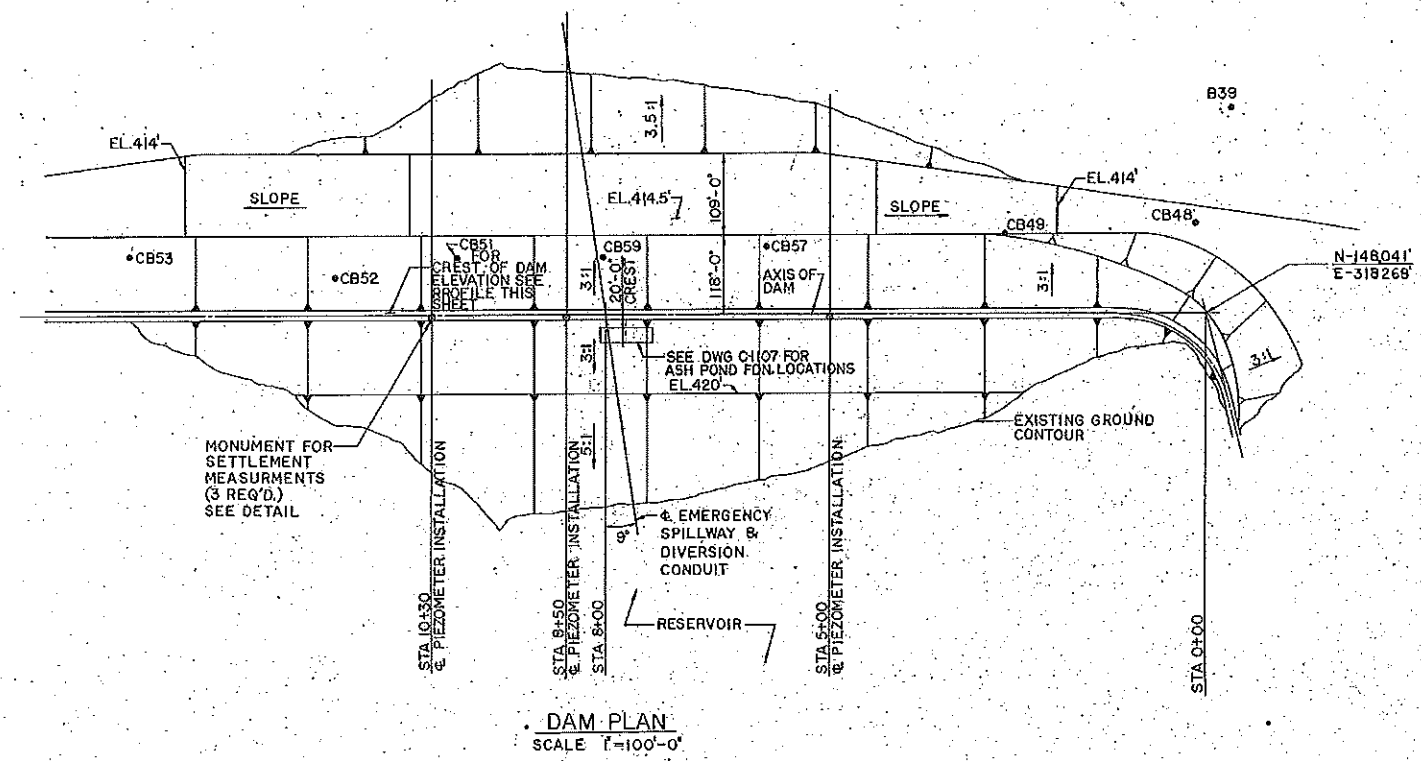 B39
EL.414'
3.5:1
SLOPE
EL.414.5'
109'-0"
SLOPE
EL.414'
CB48
CB49
CB53
CB52
CB51
FOR
CREST OF DAM
ELEVATION SEE
PROFILE THIS
SHEET
3:1
CB59
20'-0"
CREST
CB57
118'-0"
AXIS OF
DAM
3:1
N-148,041'
E-318269'
3:1
3:1
SEE DWG C1107 FOR
ASH POND FDN. LOCATIONS
EL.420'
5:1
EXISTING GROUND
CONTOUR
MONUMENT FOR
SETTLEMENT
MEASURMENTS
(3 REQ'D.)
SEE DETAIL
9°
℄ EMERGENCY
SPILLWAY &
DIVERSION
CONDUIT
RESERVOIR
STA 10+30
℄ PIEZOMETER INSTALLATION
STA 8+50
℄ PIEZOMETER INSTALLATION
STA 8+00
STA 5+00
℄ PIEZOMETER INSTALLATION
STA 0+00
DAM PLAN
SCALE 1"=100'-0"